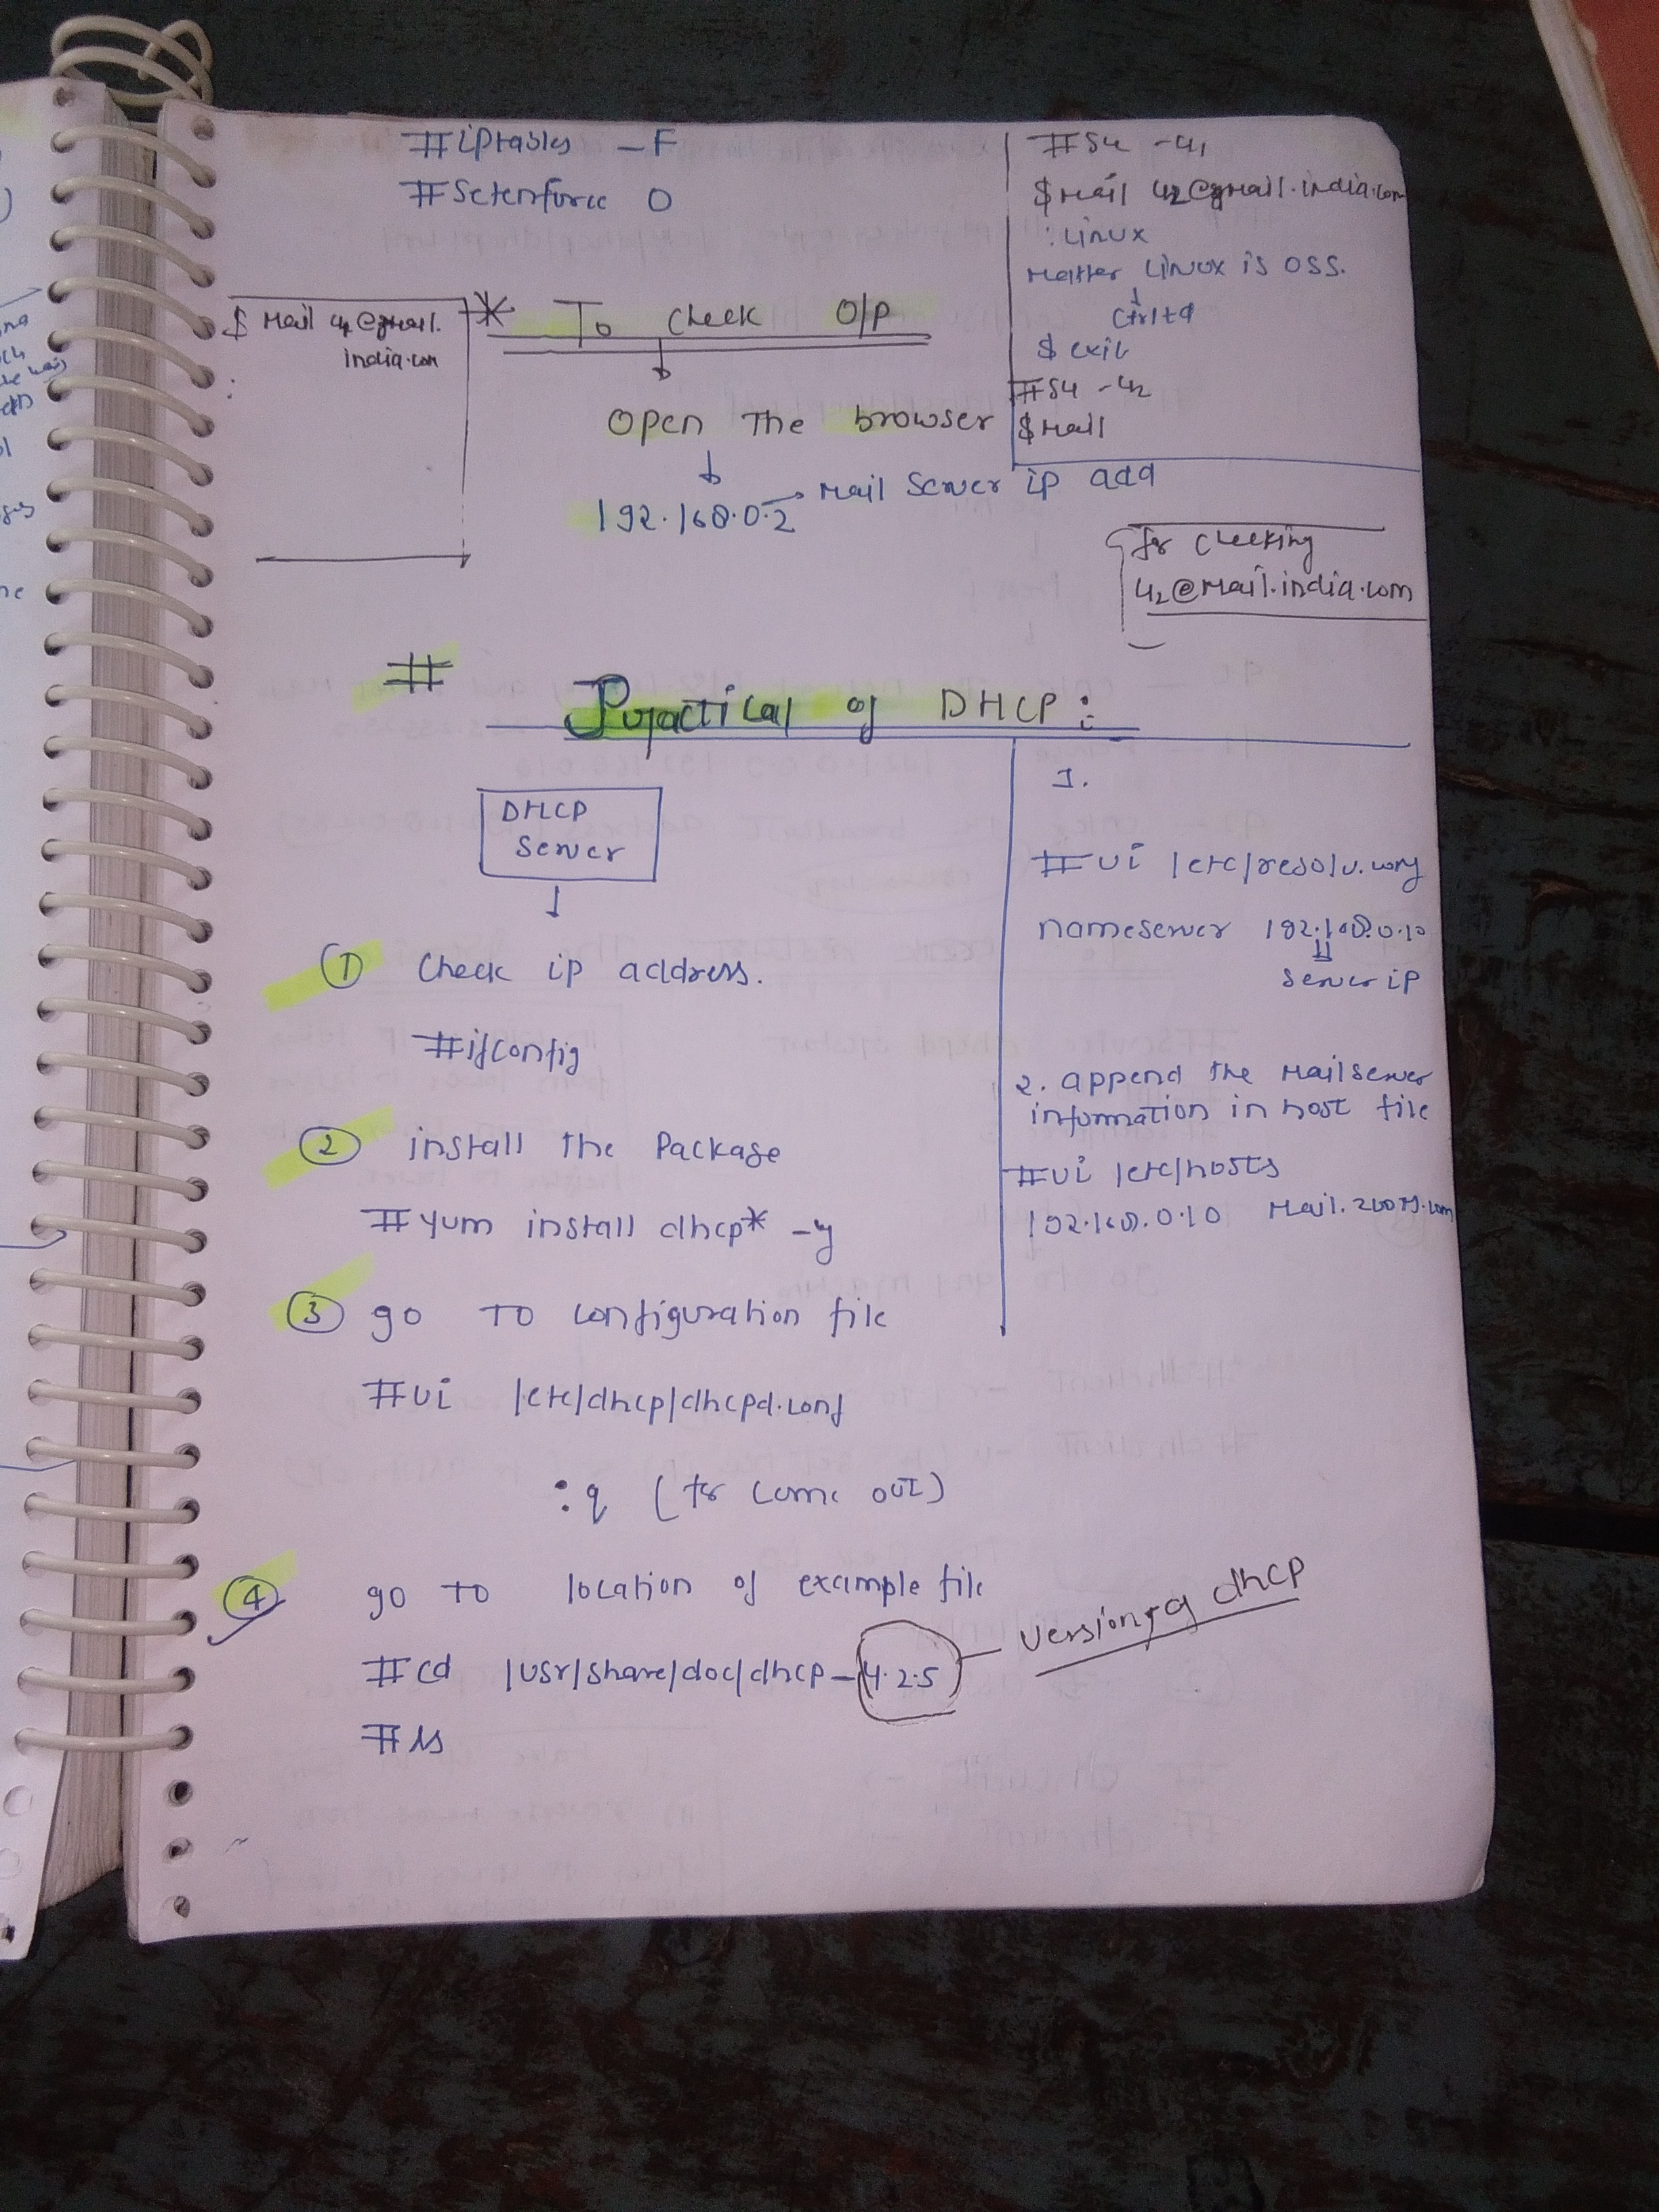 #iptables -F
#Setenforce 0
$ Mail u1@gmail.
india.com
* To check O/P
Open The browser
192.168.0.2 → Mail Server ip add
#su -u1
$Mail u2@gmail.india.com
: Linux
Matter Linux is OSS.
Ctrl+d
$ exit
#su -u2
$Mail
for checking
u2@mail.india.com
# Practical of DHCP :
DHCP
Server
① Check ip address.
#ifconfig
② install the Package
#yum install dhcp* -y
③ go TO configuration file
#vi /etc/dhcp/dhcpd.conf
:q (for come out)
④ go TO location of example file
#cd /usr/share/doc/dhcp-4.2.5
version of dhcp
#ls
1.
#vi /etc/resolv.conf
nameserver 192.168.0.10
Server ip
2. append the Mailserver
information in host file
#vi /etc/hosts
192.168.0.10 Mail.